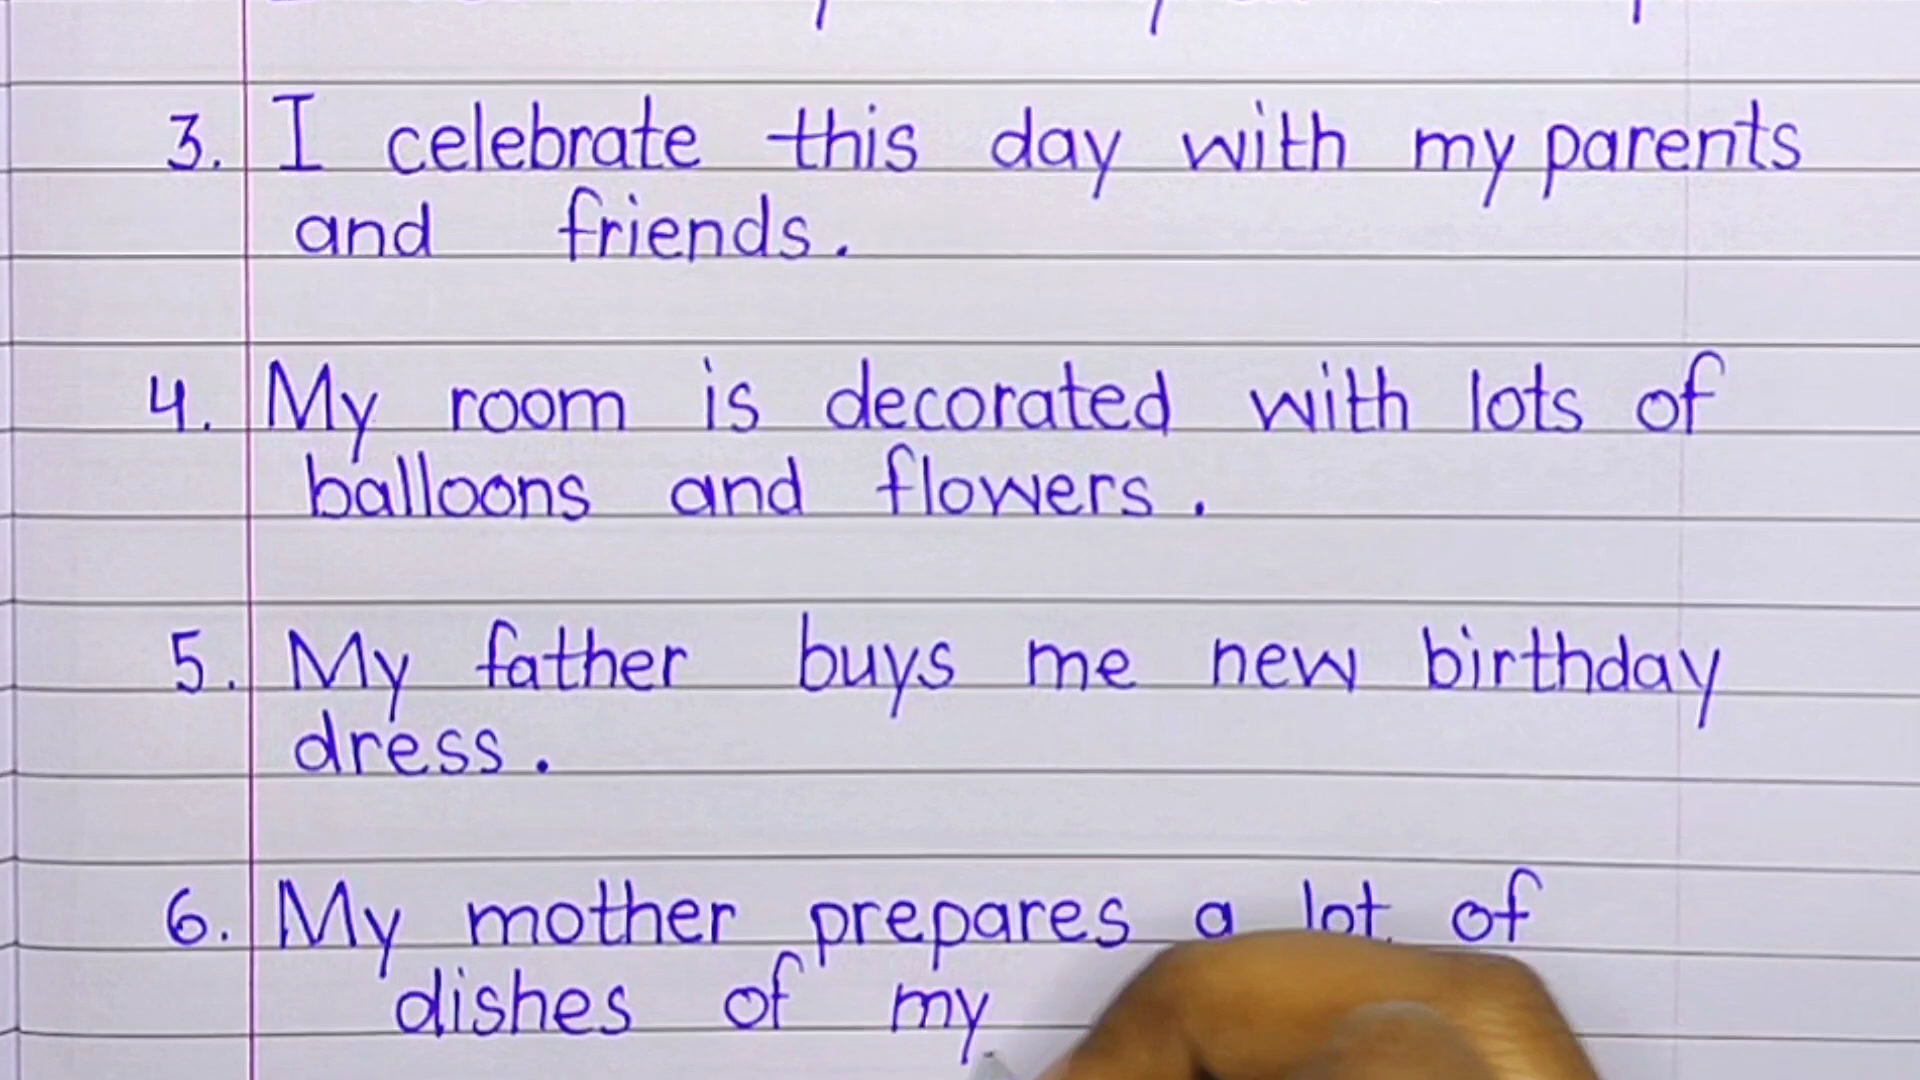 3. I celebrate this day with my parents
and friends.
4. My room is decorated with lots of
balloons and flowers.
5. My father buys me new birthday
dress.
6. My mother prepares a lot of
dishes of my